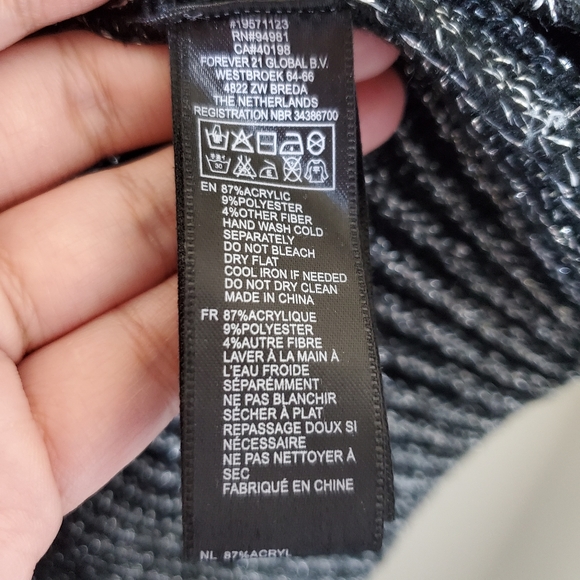 #19571123
RN#94981
CA#40198
FOREVER 21 GLOBAL B.V.
WESTBROEK 64-66
4822 ZW BREDA
THE NETHERLANDS
REGISTRATION NBR 34386700
30
EN 87%ACRYLIC
9%POLYESTER
4%OTHER FIBER
HAND WASH COLD
SEPARATELY
DO NOT BLEACH
DRY FLAT
COOL IRON IF NEEDED
DO NOT DRY CLEAN
MADE IN CHINA
FR 87%ACRYLIQUE
9%POLYESTER
4%AUTRE FIBRE
LAVER À LA MAIN À
L'EAU FROIDE
SÉPARÉMMENT
NE PAS BLANCHIR
SÉCHER À PLAT
REPASSAGE DOUX SI
NÉCESSAIRE
NE PAS NETTOYER À
SEC
FABRIQUÉ EN CHINE
NL 87%ACRYL